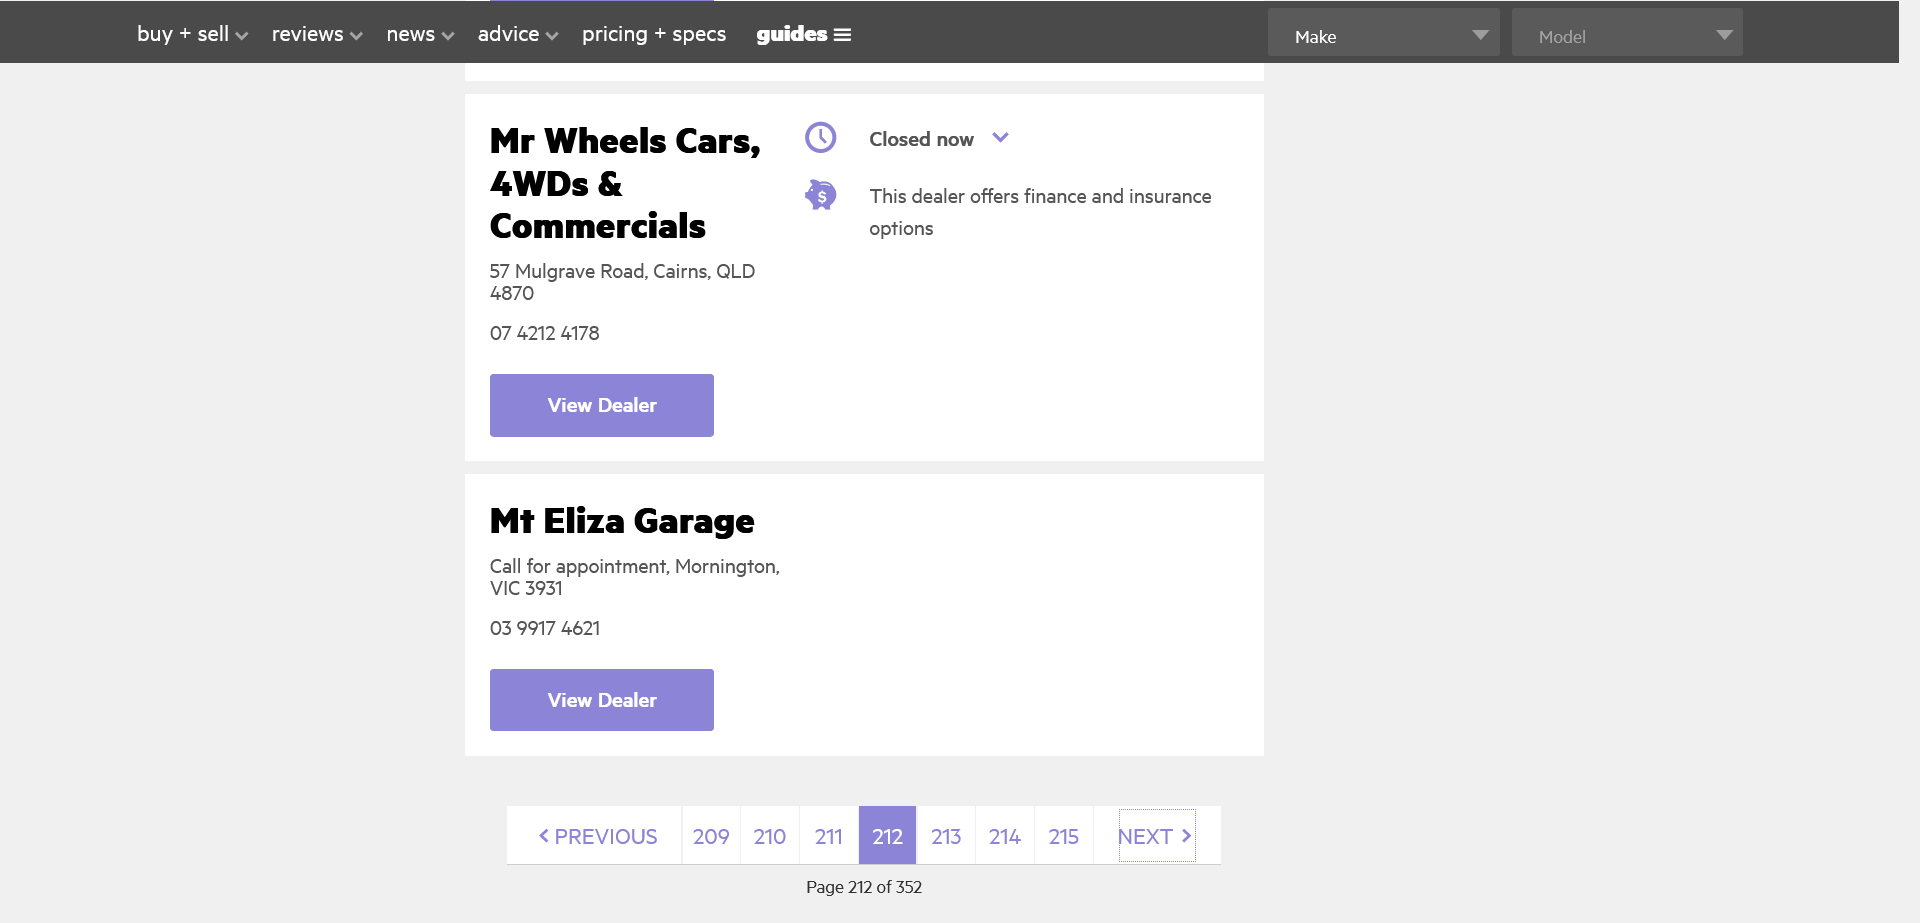 buy + sell reviews news advice pricing + specs guides Make Model
Mr Wheels Cars,
4WDs &
Commercials
57 Mulgrave Road, Cairns, QLD
4870
07 4212 4178
View Dealer
Closed now
This dealer offers finance and insurance
options
Mt Eliza Garage
Call for appointment, Mornington,
VIC 3931
03 9917 4621
View Dealer
PREVIOUS 209 210 211 212 213 214 215 NEXT
Page 212 of 352